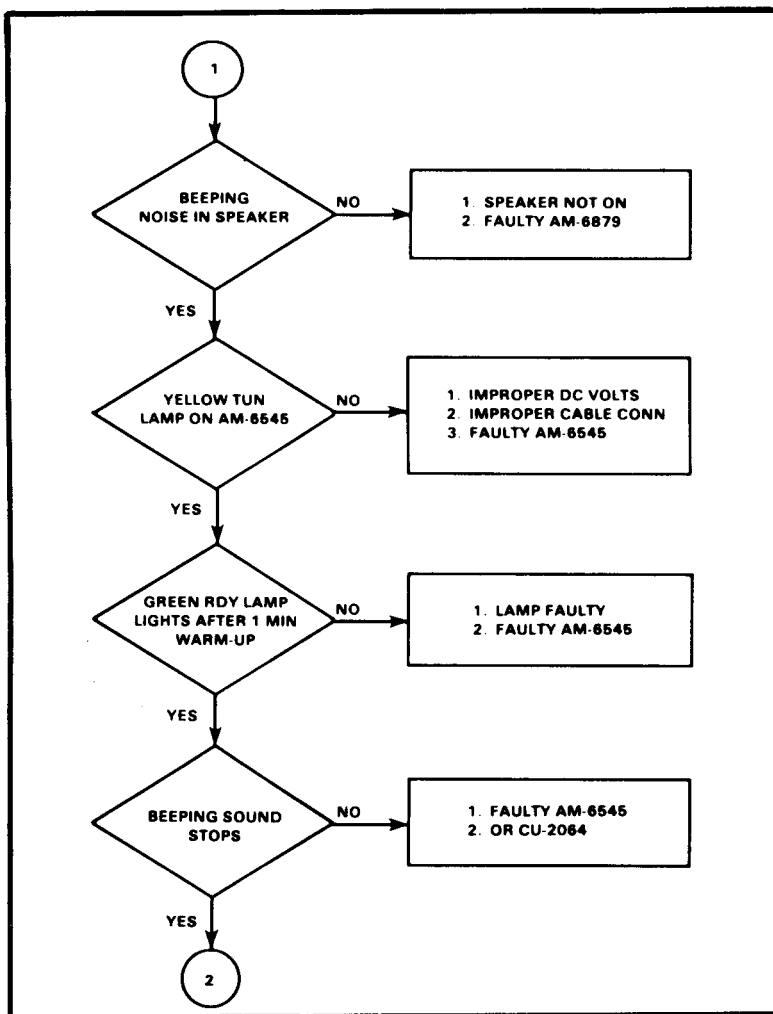 1
BEEPING
NOISE IN SPEAKER
NO
1. SPEAKER NOT ON
2. FAULTY AM-6879
YES
YELLOW TUN
LAMP ON AM-6545
NO
1. IMPROPER DC VOLTS
2. IMPROPER CABLE CONN
3. FAULTY AM-6545
YES
GREEN RDY LAMP
LIGHTS AFTER 1 MIN
WARM-UP
NO
1. LAMP FAULTY
2. FAULTY AM-6545
YES
BEEPING SOUND
STOPS
NO
1. FAULTY AM-6545
2. OR CU-2064
YES
2